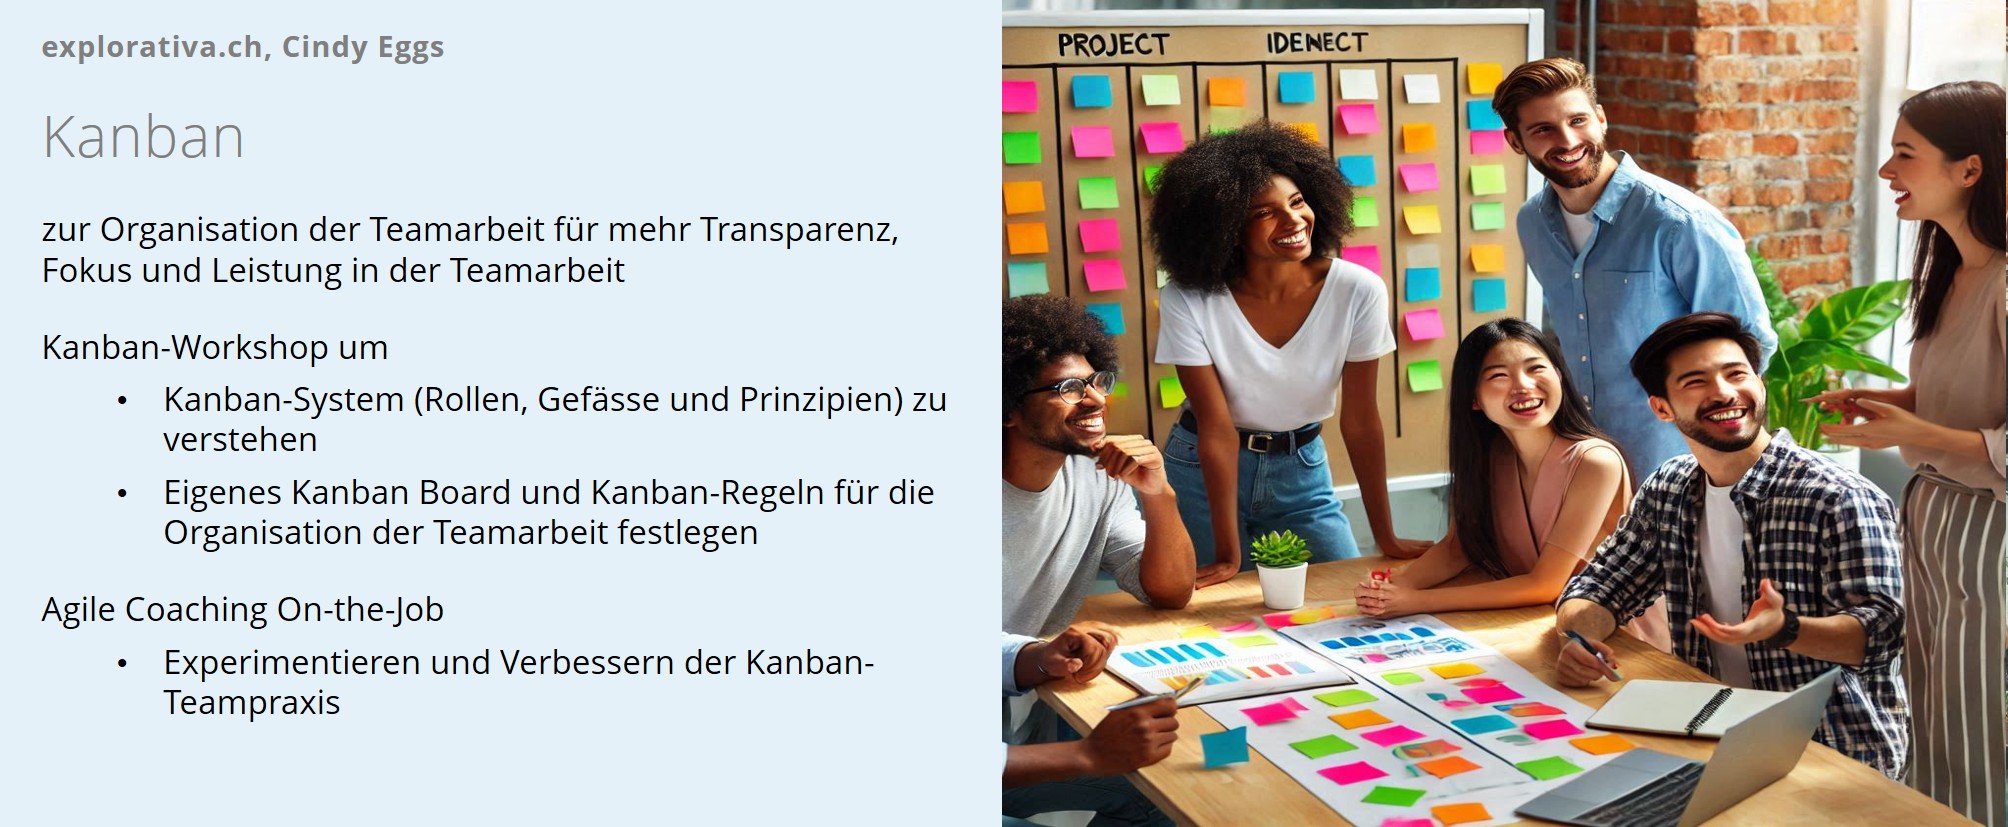 explorativa.ch, Cindy Eggs
Kanban
zur Organisation der Teamarbeit für mehr Transparenz,
Fokus und Leistung in der Teamarbeit
Kanban-Workshop um
• Kanban-System (Rollen, Gefässe und Prinzipien) zu
verstehen
• Eigenes Kanban Board und Kanban-Regeln für die
Organisation der Teamarbeit festlegen
Agile Coaching On-the-Job
• Experimentieren und Verbessern der Kanban-
Teampraxis
PROJECT IDENECT